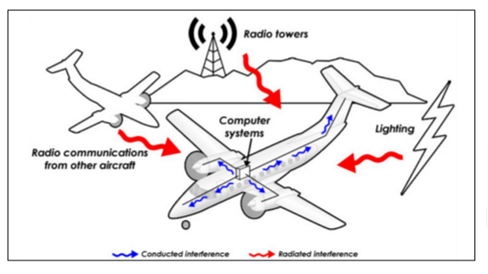 Radio towers
Computer
systems
Lighting
Radio communications
from other aircraft
Conducted interference
Radiated interference